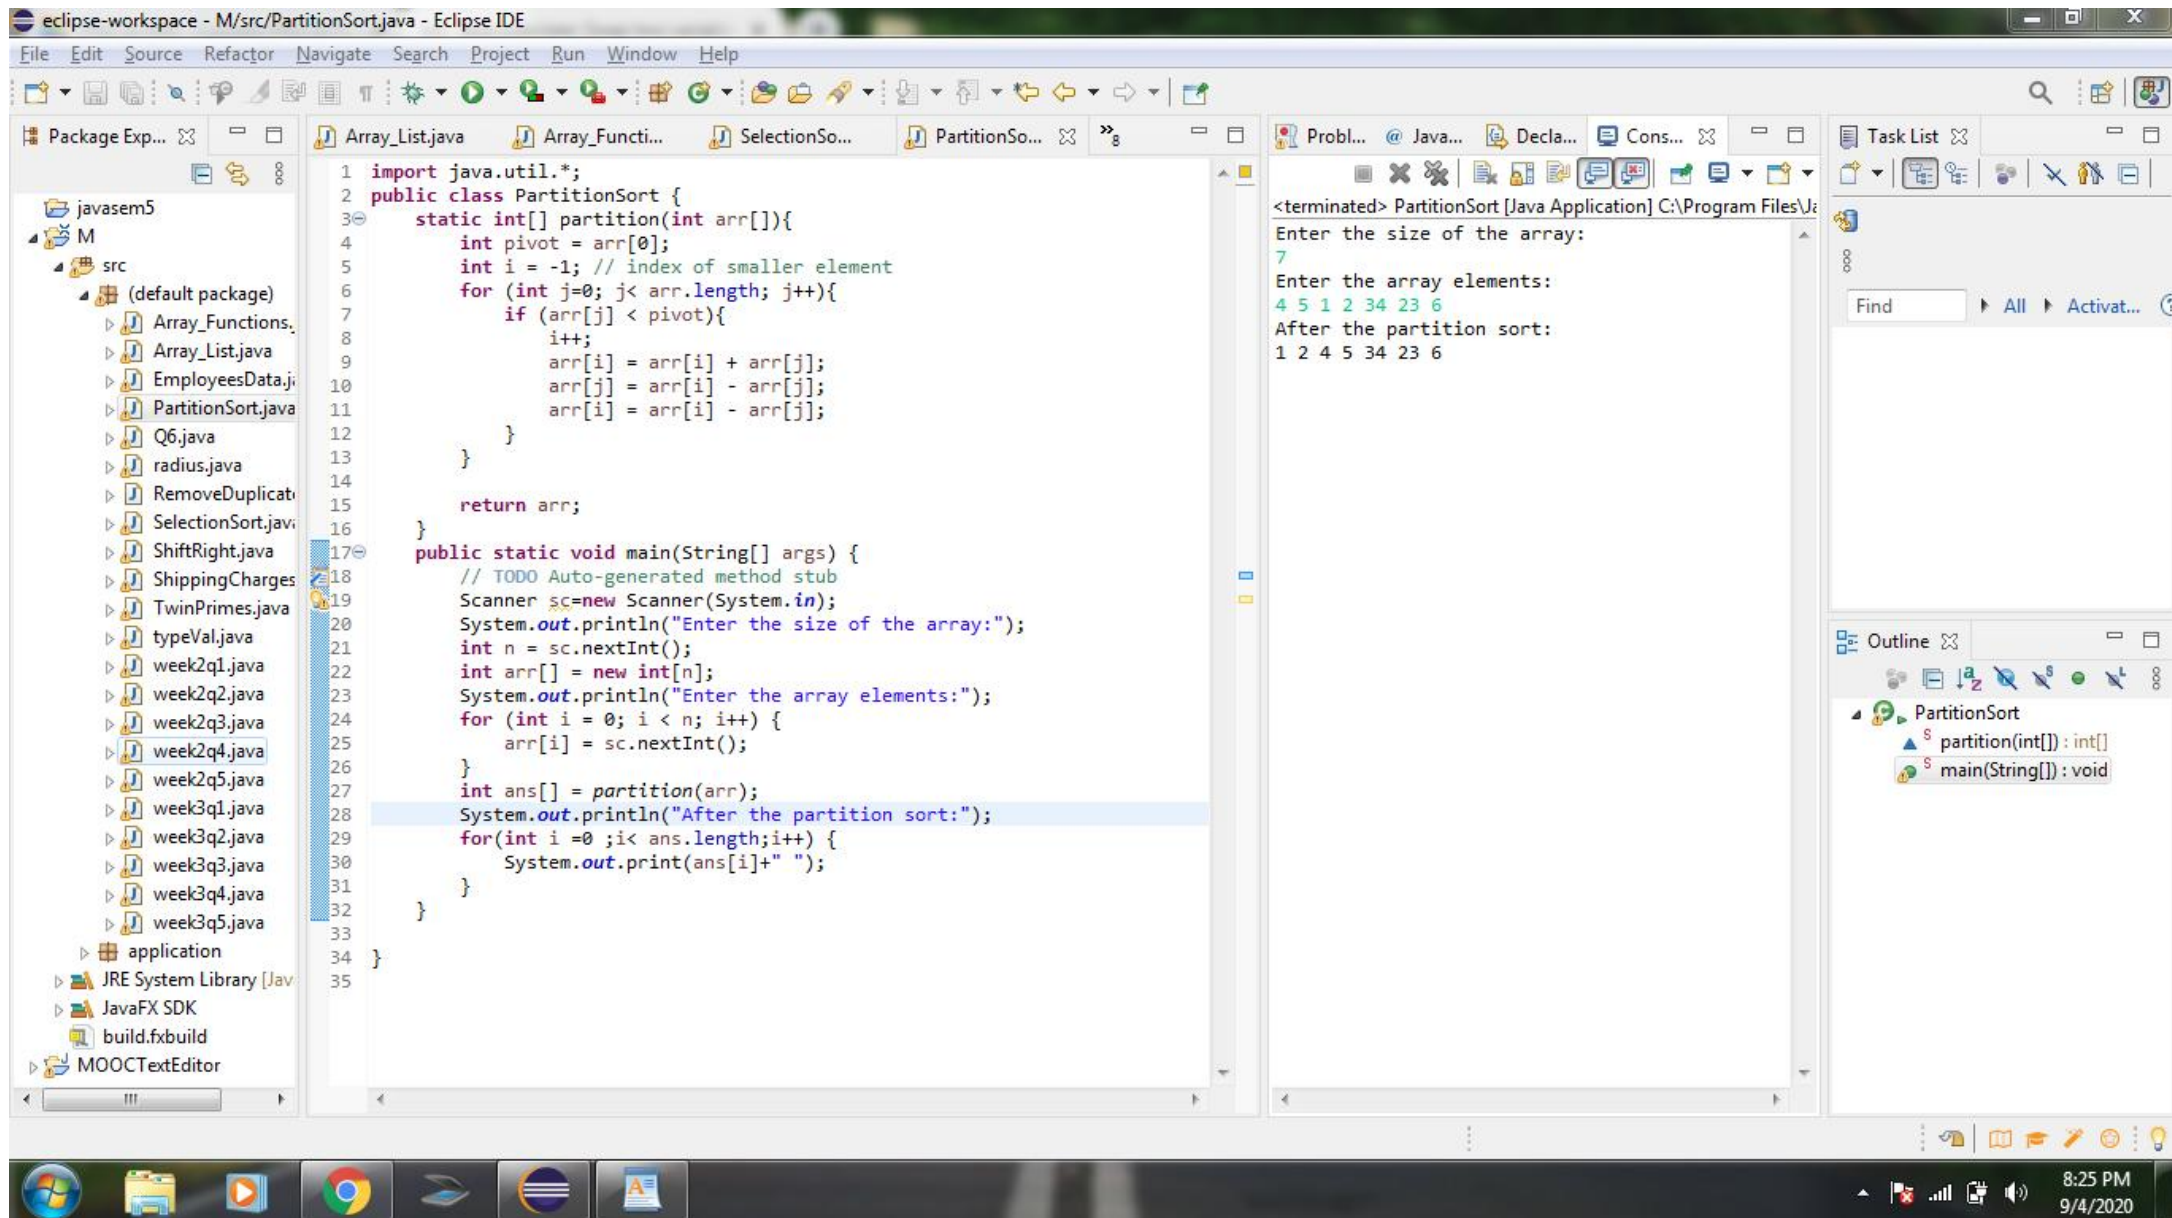 eclipse-workspace - M/src/PartitionSort.java - Eclipse IDE
File Edit Source Refactor Navigate Search Project Run Window Help
Package Exp...
javasem5
M
src
(default package)
Array_Functions.
Array_List.java
EmployeesData.ja
PartitionSort.java
Q6.java
radius.java
RemoveDuplicat
SelectionSort.java
ShiftRight.java
ShippingCharges
TwinPrimes.java
typeVal.java
week2q1.java
week2q2.java
week2q3.java
week2q4.java
week2q5.java
week3q1.java
week3q2.java
week3q3.java
week3q4.java
week3q5.java
application
JRE System Library [Jav
JavaFX SDK
build.fxbuild
MOOCTextEditor
Array_List.java Array_Functi... SelectionSo... PartitionSo... »8
1 import java.util.*;
2 public class PartitionSort {
3 static int[] partition(int arr[]){
4 int pivot = arr[0];
5 int i = -1; // index of smaller element
6 for (int j=0; j< arr.length; j++){
7 if (arr[j] < pivot){
8 i++;
9 arr[i] = arr[i] + arr[j];
10 arr[j] = arr[i] - arr[j];
11 arr[i] = arr[i] - arr[j];
12 }
13 }
14
15 return arr;
16 }
17 public static void main(String[] args) {
18 // TODO Auto-generated method stub
19 Scanner sc=new Scanner(System.in);
20 System.out.println("Enter the size of the array:");
21 int n = sc.nextInt();
22 int arr[] = new int[n];
23 System.out.println("Enter the array elements:");
24 for (int i = 0; i < n; i++) {
25 arr[i] = sc.nextInt();
26 }
27 int ans[] = partition(arr);
28 System.out.println("After the partition sort:");
29 for(int i =0 ;i< ans.length;i++) {
30 System.out.print(ans[i]+" ");
31 }
32 }
33
34 }
35
Probl... @ Java... Decla... Cons...
<terminated> PartitionSort [Java Application] C:\Program Files\Ja
Enter the size of the array:
7
Enter the array elements:
4 5 1 2 34 23 6
After the partition sort:
1 2 4 5 34 23 6
Task List
Find All Activat...
Outline
PartitionSort
partition(int[]) : int[]
main(String[]) : void
8:25 PM
9/4/2020